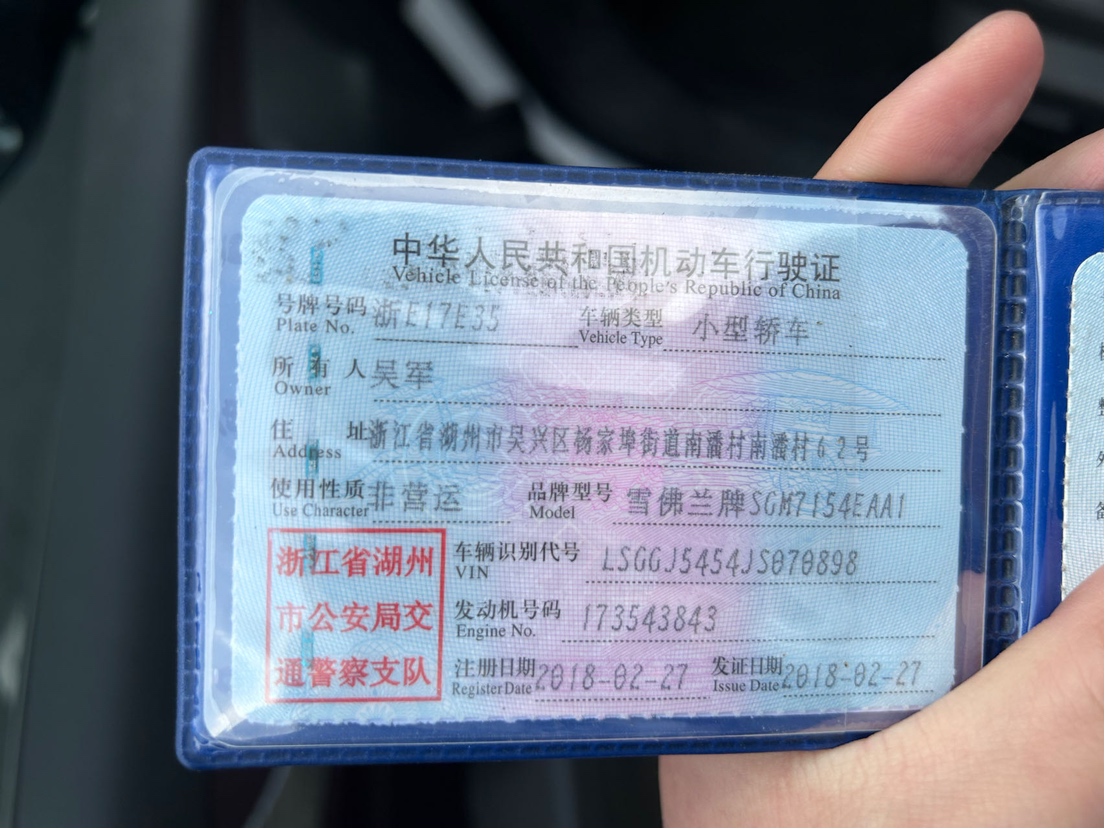 中华人民共和国机动车行驶证
Vehicle License of the People's Republic of China
号牌号码 浙E17E35 车辆类型 小型轿车
Plate No. Vehicle Type
所有人 吴军
Owner
住址 浙江省湖州市吴兴区杨家埠街道南潘村南潘村62号
Address
使用性质 非营运 品牌型号 雪佛兰牌SGM7154EAA1
Use Character Model
浙江省湖州
市公安局交
通警察支队
车辆识别代号 LSGGJ5454JS070898
VIN
发动机号码 173543843
Engine No.
注册日期 2018-02-27 发证日期 2018-02-27
Register Date Issue Date